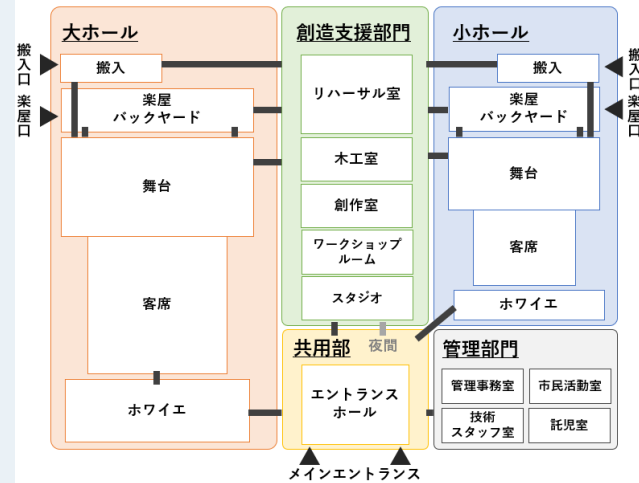 大ホール
搬入口
楽屋口
搬入
楽屋
バックヤード
舞台
客席
ホワイエ
創造支援部門
リハーサル室
木工室
創作室
ワークショップ
ルーム
スタジオ
夜間
小ホール
搬入
楽屋
バックヤード
舞台
客席
ホワイエ
搬入口
楽屋口
共用部
エントランス
ホール
メインエントランス
管理部門
管理事務室
市民活動室
技術
スタッフ室
託児室